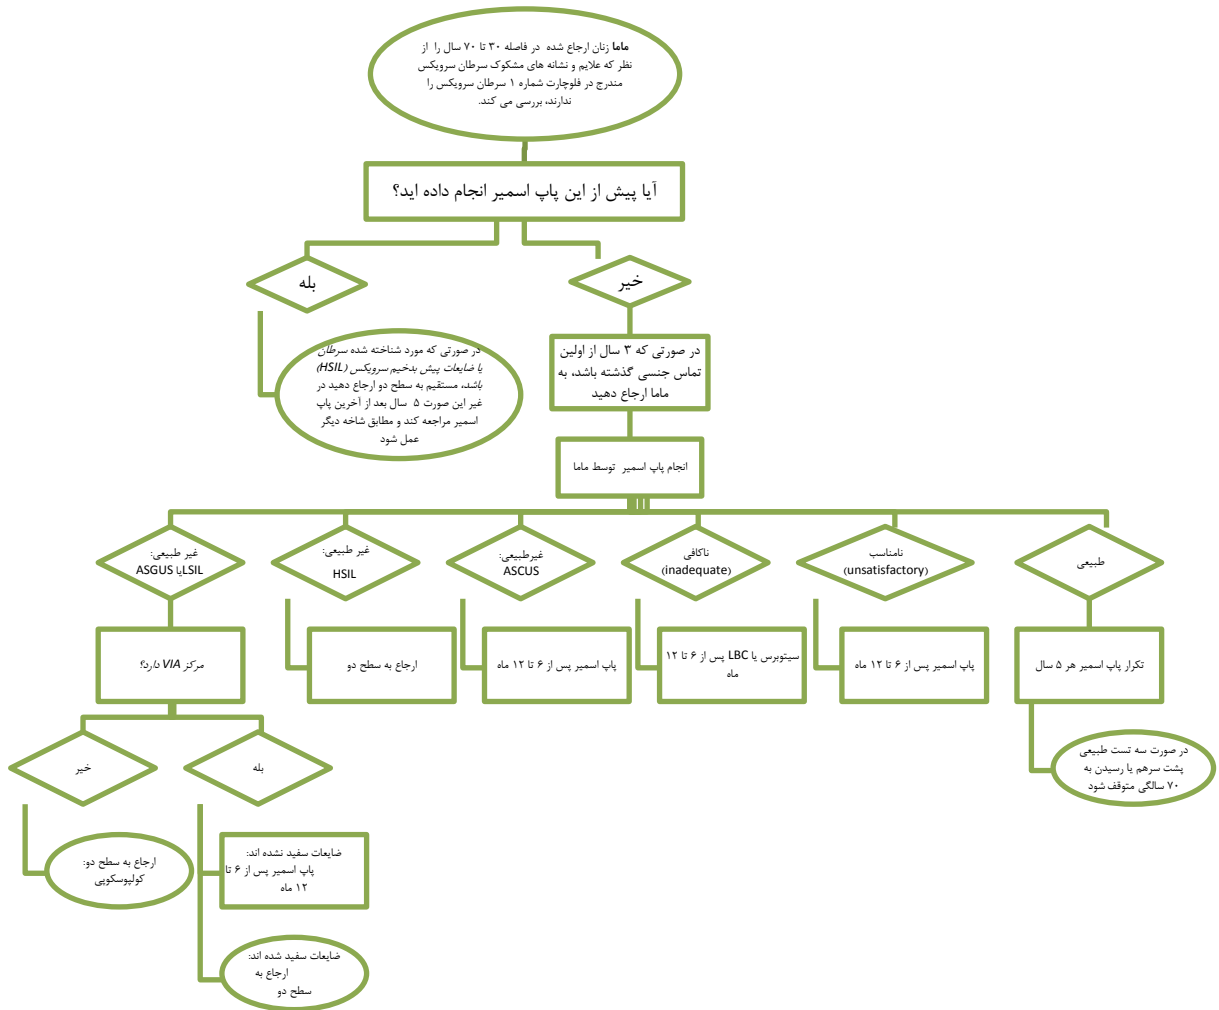 ماما زنان ارجاع شده در فاصله ۳۰ تا ۷۰ سال را از
نظر که علایم و نشانه های مشکوک سرطان سرویکس
مندرج در فلوچارت شماره ۱ سرطان سرویکس را
ندارند، بررسی می کند.
آیا پیش از این پاپ اسمیر انجام داده اید؟
خیر
بله
در صورتی که ۳ سال از اولین
تماس جنسی گذشته باشد، به
ماما ارجاع دهید
در صورتی که مورد شناخته شده سرطان
یا ضایعات پیش بدخیم سرویکس (HSIL)
باشد، مستقیم به سطح دو ارجاع دهید در
غیر این صورت ۵ سال بعد از آخرین پاپ
اسمیر مراجعه کند و مطابق شاخه دیگر
عمل شود
انجام پاپ اسمیر توسط ماما
طبیعی
نامناسب
(unsatisfactory)
ناکافی
(inadequate)
غیرطبیعی:
ASCUS
غیر طبیعی:
HSIL
غیر طبیعی:
LSILیا ASGUS
تکرار پاپ اسمیر هر ۵ سال
پاپ اسمیر پس از ۶ تا ۱۲ ماه
سیتوبرس یا LBC پس از ۶ تا ۱۲
ماه
پاپ اسمیر پس از ۶ تا ۱۲ ماه
ارجاع به سطح دو
مرکز VIA دارد؟
در صورت سه تست طبیعی
پشت سرهم یا رسیدن به
۷۰ سالگی متوقف شود
بله
خیر
ضایعات سفید نشده اند:
پاپ اسمیر پس از ۶ تا
۱۲ ماه
ارجاع به سطح دو:
کولپوسکوپی
ضایعات سفید شده اند:
ارجاع به
سطح دو